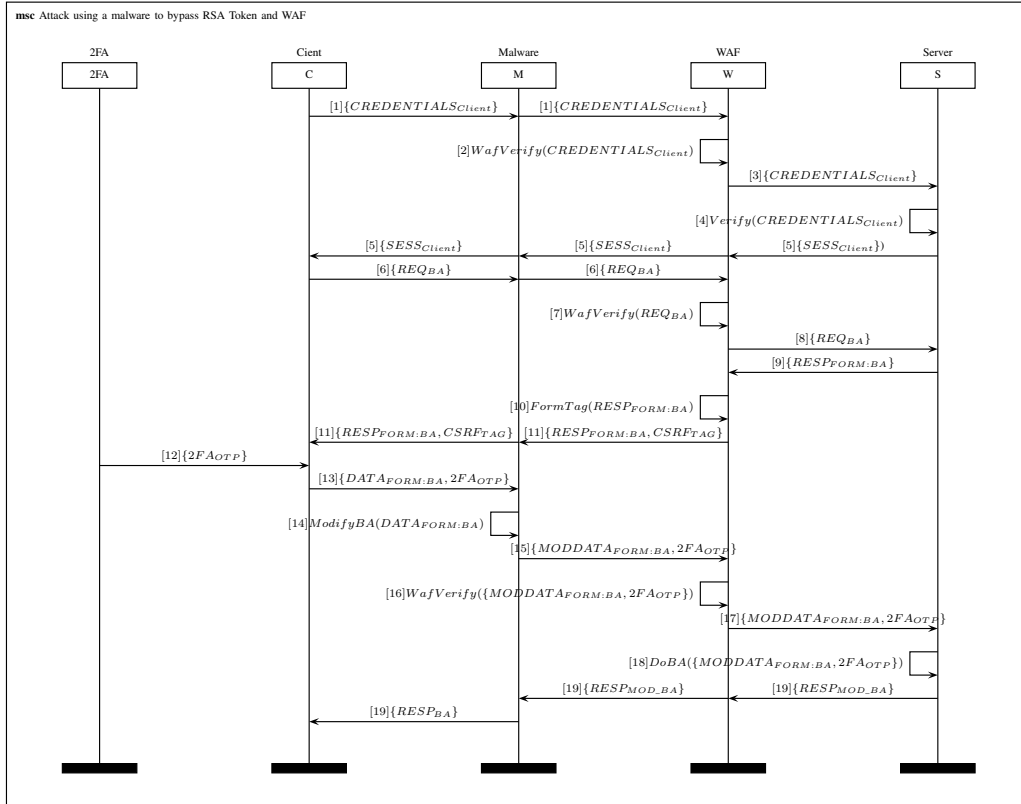 msc Attack using a malware to bypass RSA Token and WAF
2FA Cient Malware WAF Server
2FA C M W S
[1]{CREDENTIALS_Client} [1]{CREDENTIALS_Client}
[2]WafVerify(CREDENTIALS_Client)
[3]{CREDENTIALS_Client}
[4]Verify(CREDENTIALS_Client)
[5]{SESS_Client} [5]{SESS_Client} [5]{SESS_Client})
[6]{REQ_BA} [6]{REQ_BA}
[7]WafVerify(REQ_BA)
[8]{REQ_BA}
[9]{RESP_FORM:BA}
[10]FormTag(RESP_FORM:BA)
[11]{RESP_FORM:BA, CSRF_TAG} [11]{RESP_FORM:BA, CSRF_TAG}
[12]{2FA_OTP}
[13]{DATA_FORM:BA, 2FA_OTP}
[14]ModifyBA(DATA_FORM:BA)
[15]{MODDATA_FORM:BA, 2FA_OTP}
[16]WafVerify({MODDATA_FORM:BA, 2FA_OTP})
[17]{MODDATA_FORM:BA, 2FA_OTP}
[18]DoBA({MODDATA_FORM:BA, 2FA_OTP})
[19]{RESP_MOD_BA} [19]{RESP_MOD_BA}
[19]{RESP_BA}